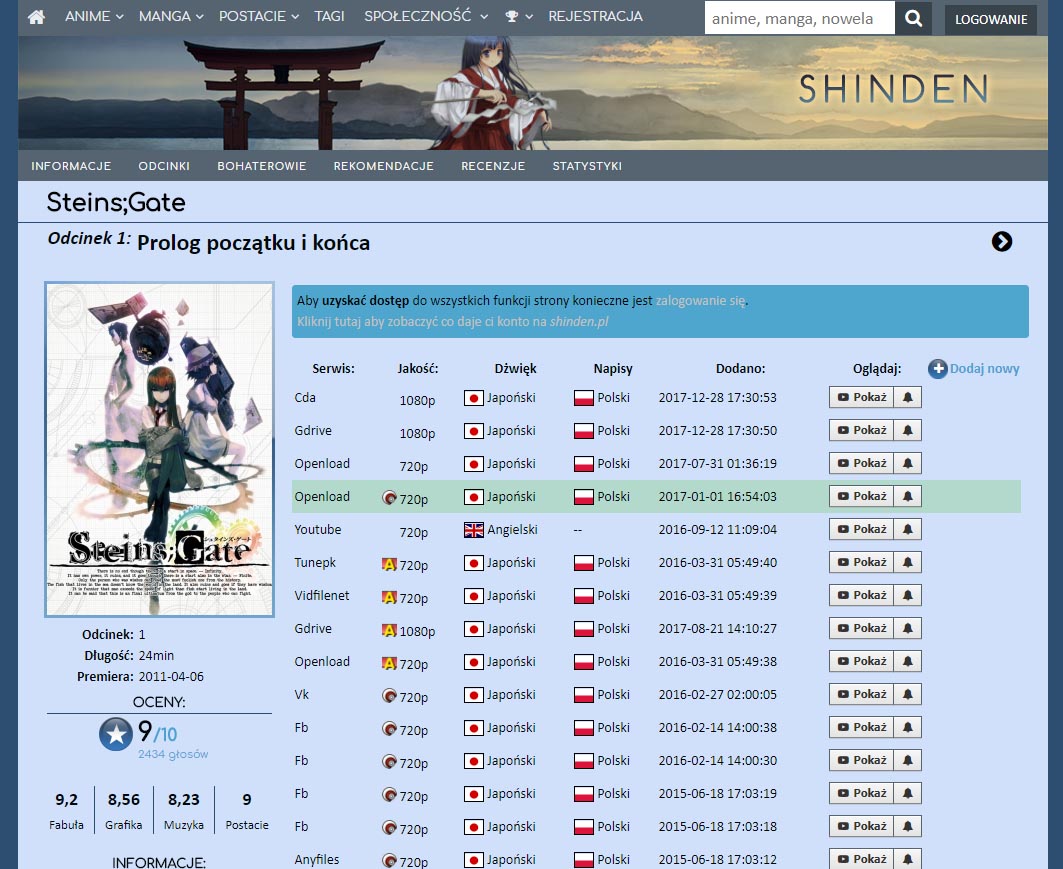 ANIME MANGA POSTACIE TAGI SPOŁECZNOŚĆ REJESTRACJA anime, manga, nowela LOGOWANIE
SHINDEN
INFORMACJE ODCINKI BOHATEROWIE REKOMENDACJE RECENZJE STATYSTYKI
Steins;Gate
Odcinek 1: Prolog początku i końca
Aby uzyskać dostęp do wszystkich funkcji strony konieczne jest zalogowanie się.
Kliknij tutaj aby zobaczyć co daje ci konto na shinden.pl
Serwis: Jakość: Dźwięk Napisy Dodano: Oglądaj: Dodaj nowy
Cda 1080p Japoński Polski 2017-12-28 17:30:53 Pokaż
Gdrive 1080p Japoński Polski 2017-12-28 17:30:50 Pokaż
Openload 720p Japoński Polski 2017-07-31 01:36:19 Pokaż
Openload 720p Japoński Polski 2017-01-01 16:54:03 Pokaż
Youtube 720p Angielski -- 2016-09-12 11:09:04 Pokaż
Tunepk 720p Japoński Polski 2016-03-31 05:49:40 Pokaż
Vidfilenet 720p Japoński Polski 2016-03-31 05:49:39 Pokaż
Gdrive 1080p Japoński Polski 2017-08-21 14:10:27 Pokaż
Openload 720p Japoński Polski 2016-03-31 05:49:38 Pokaż
Vk 720p Japoński Polski 2016-02-27 02:00:05 Pokaż
Fb 720p Japoński Polski 2016-02-14 14:00:38 Pokaż
Fb 720p Japoński Polski 2016-02-14 14:00:30 Pokaż
Fb 720p Japoński Polski 2015-06-18 17:03:19 Pokaż
Fb 720p Japoński Polski 2015-06-18 17:03:18 Pokaż
Anyfiles 720p Japoński Polski 2015-06-18 17:03:12 Pokaż
Steins;Gate
Odcinek: 1
Długość: 24min
Premiera: 2011-04-06
OCENY:
9/10
2434 głosów
9,2 8,56 8,23 9
Fabuła Grafika Muzyka Postacie
INFORMACJE: